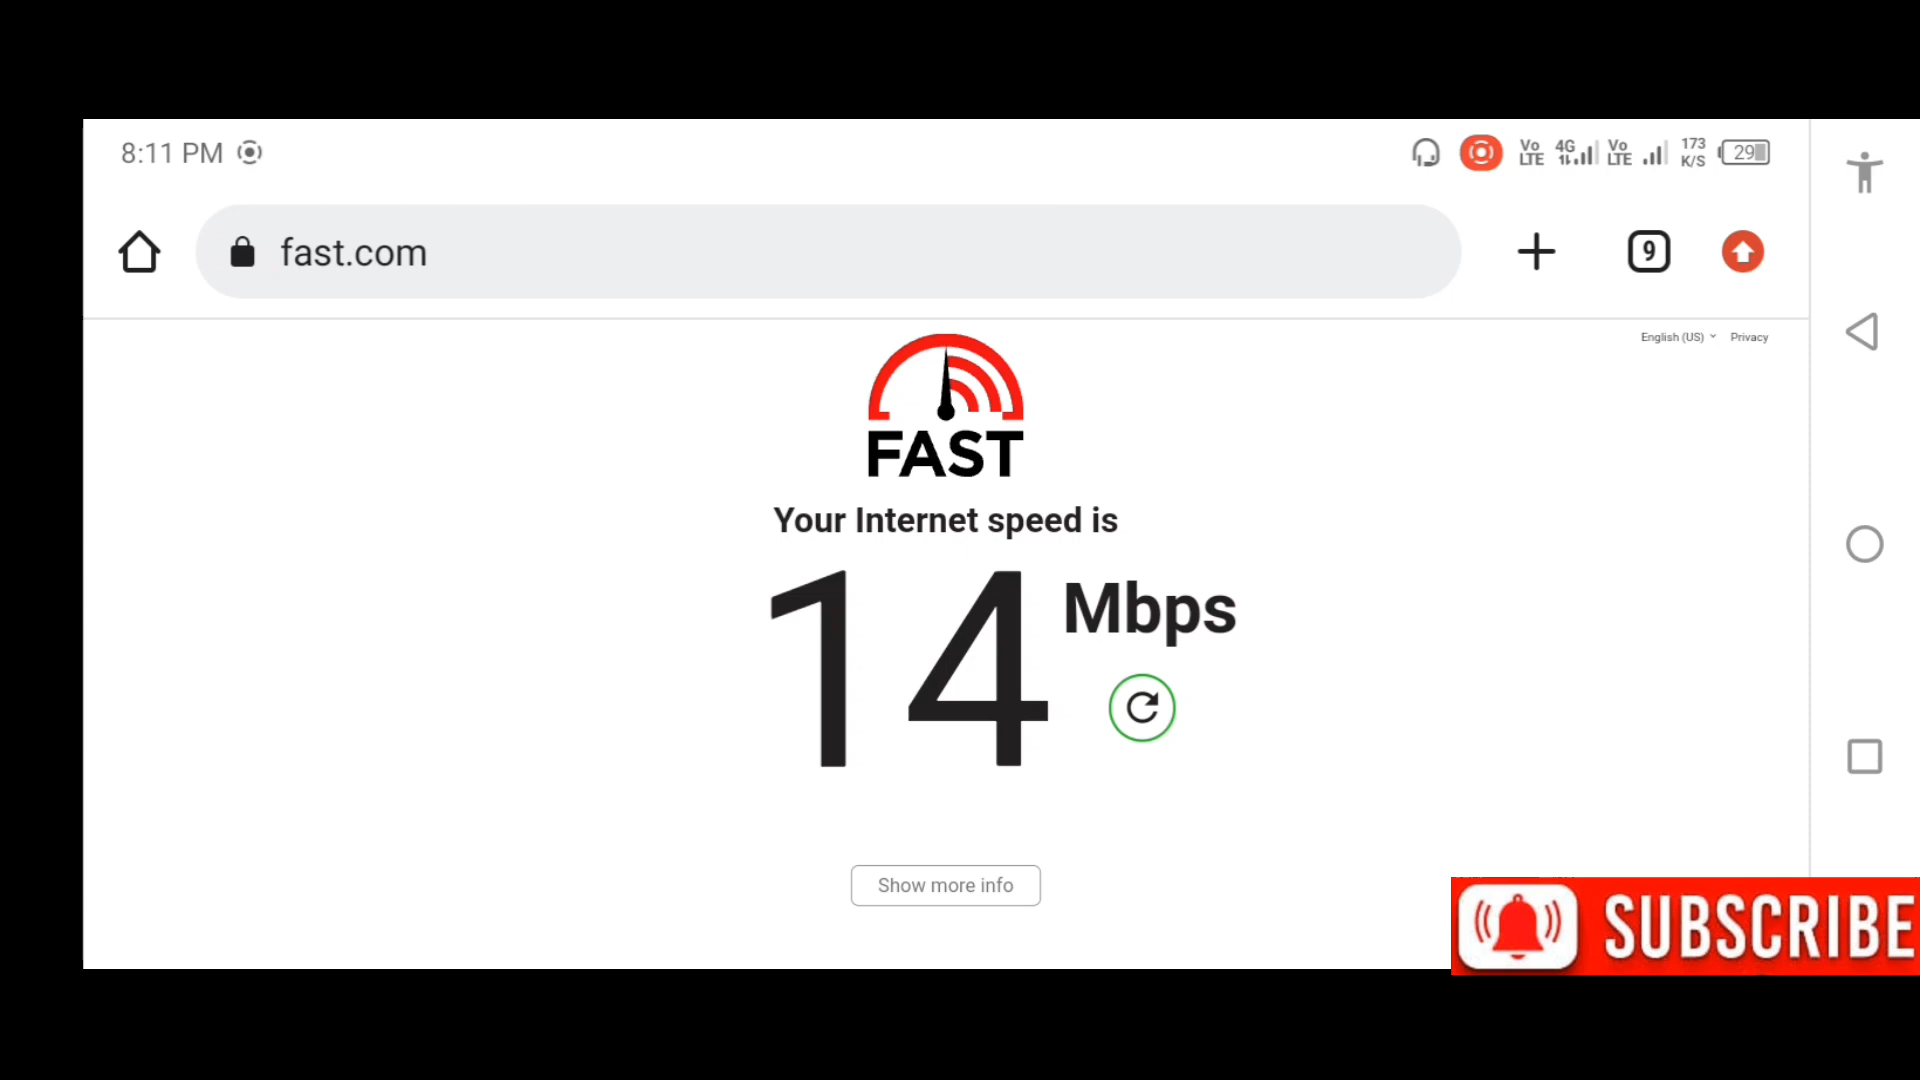 8:11 PM
Vo LTE 4G Vo LTE 173 K/S 29
fast.com
9
English (US) Privacy
FAST
Your Internet speed is
14 Mbps
Show more info
SUBSCRIBE